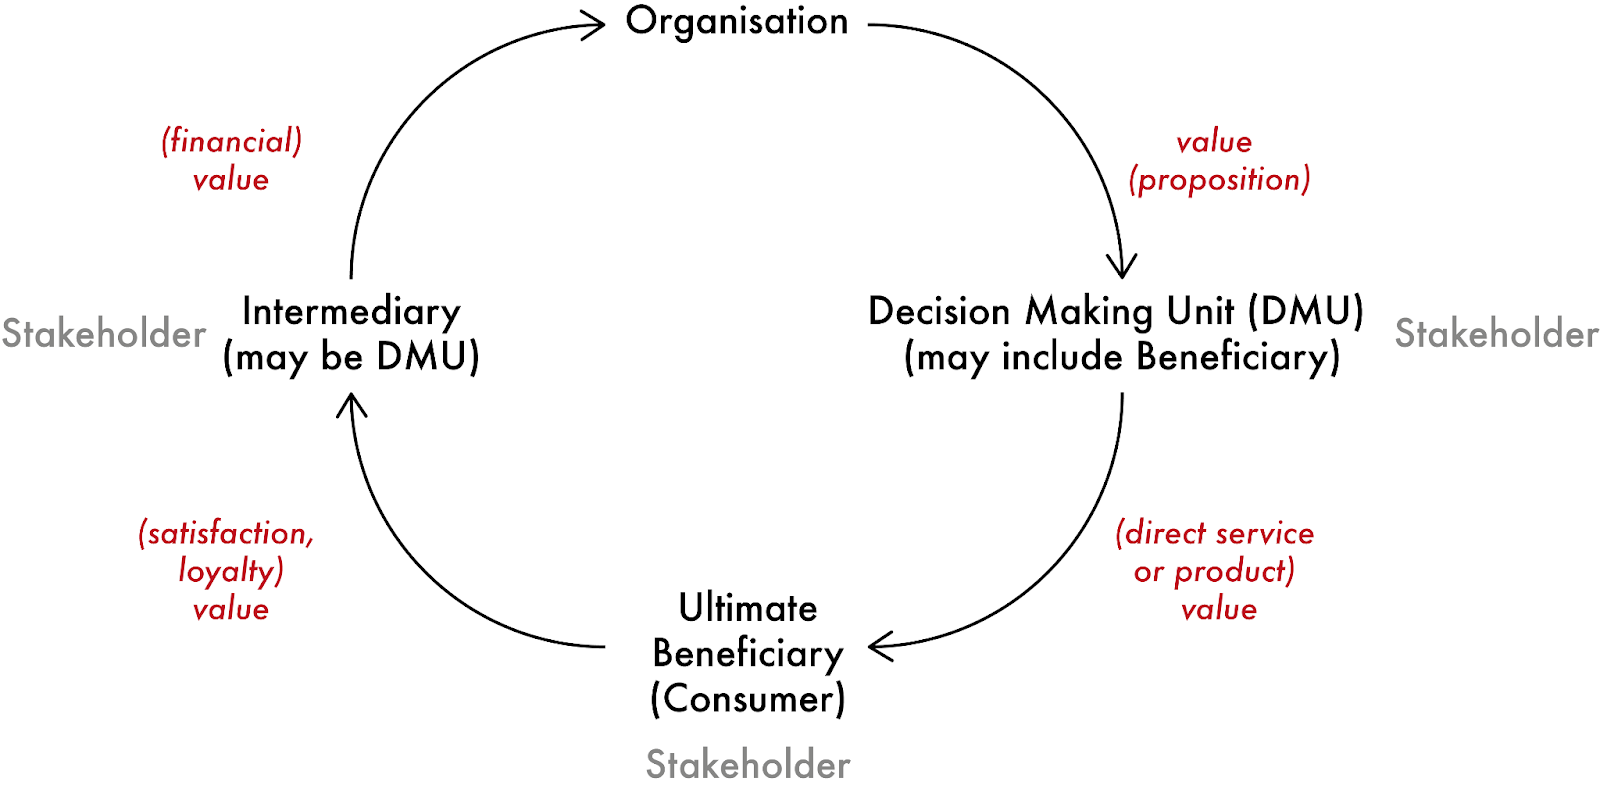 Organisation
(financial)
value
value
(proposition)
Stakeholder
Intermediary
(may be DMU)
Decision Making Unit (DMU)
(may include Beneficiary)
Stakeholder
(satisfaction,
loyalty)
value
(direct service
or product)
value
Ultimate
Beneficiary
(Consumer)
Stakeholder